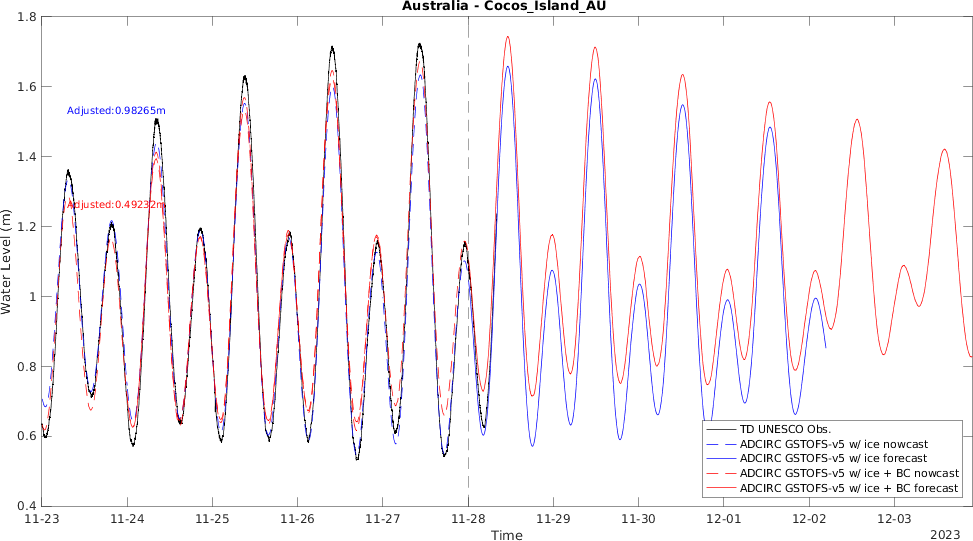 Australia - Cocos_Island_AU
1.8
1.6
1.4
1.2
1
0.8
0.6
0.4
Water Level (m)
Adjusted:0.98265m
Adjusted:0.49232m
TD UNESCO Obs.
ADCIRC GSTOFS-v5 w/ ice nowcast
ADCIRC GSTOFS-v5 w/ ice forecast
ADCIRC GSTOFS-v5 w/ ice + BC nowcast
ADCIRC GSTOFS-v5 w/ ice + BC forecast
11-23 11-24 11-25 11-26 11-27 11-28 11-29 11-30 12-01 12-02 12-03
Time
2023